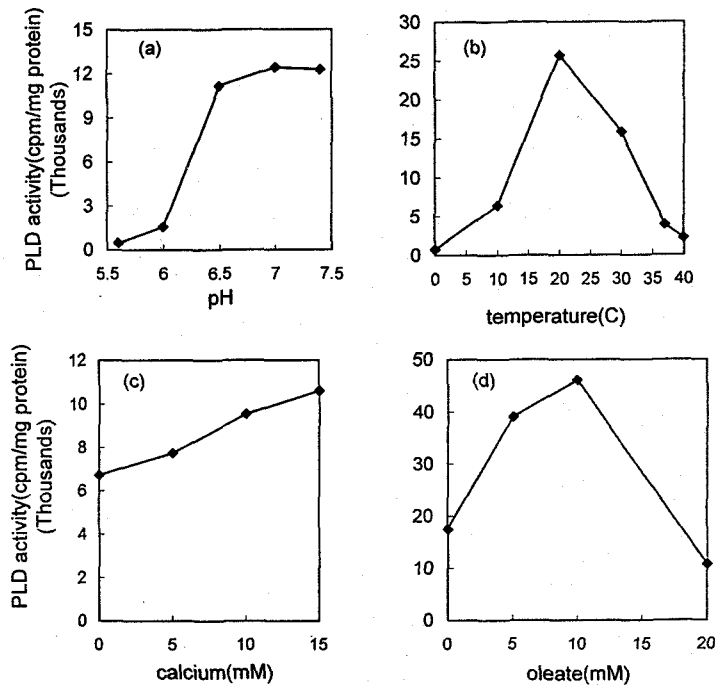 PLD activity(cpm/mg protein)
(Thousands)
15
12
9
6
3
0
(a)
5.5 6 6.5 7 7.5
pH
30
25
20
15
10
5
0
(b)
0 10 15 20 25 30 35 40
temperature(C)
PLD activity(cpm/mg protein)
(Thousands)
12
10
8
6
4
2
0
(c)
0 5 10 15
calcium(mM)
50
40
30
20
10
0
(d)
0 5 10 20
oleate(mM)